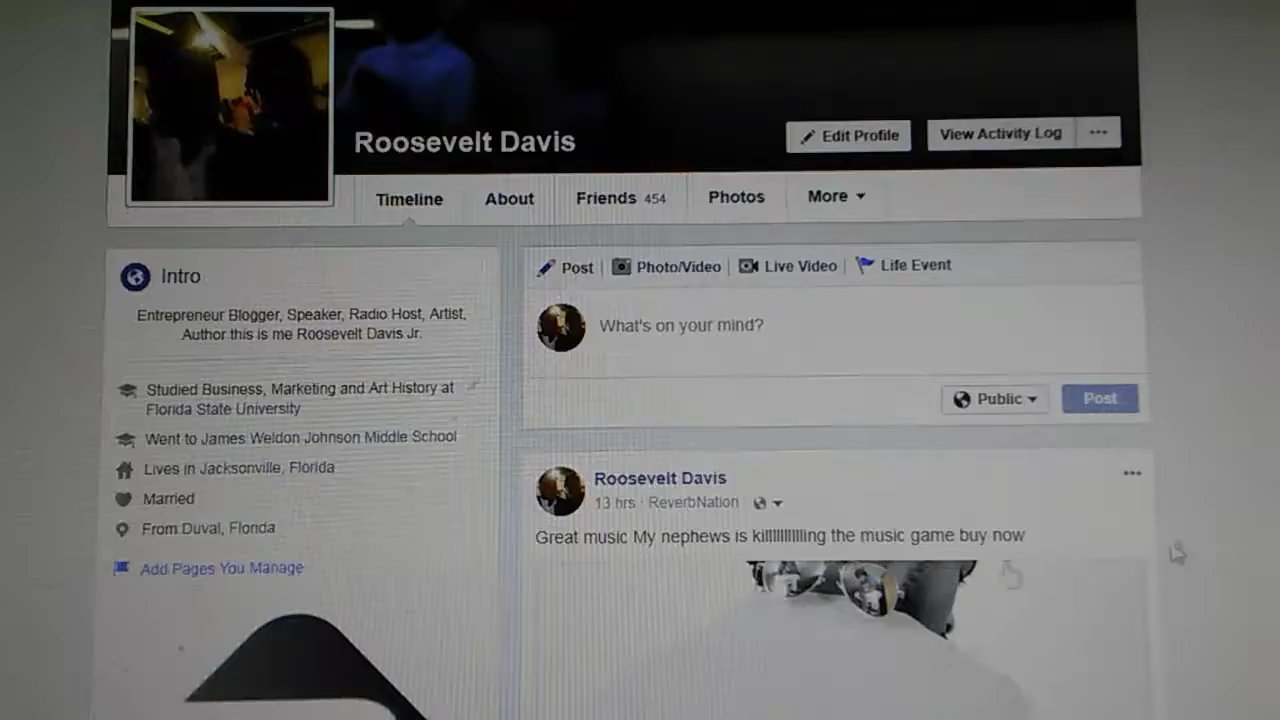 Roosevelt Davis
Edit Profile
View Activity Log
Timeline
About
Friends 454
Photos
More
Intro
Entrepreneur Blogger, Speaker, Radio Host, Artist,
Author this is me Roosevelt Davis Jr.
Studied Business, Marketing and Art History at
Florida State University
Went to James Weldon Johnson Middle School
Lives in Jacksonville, Florida
Married
From Duval, Florida
Add Pages You Manage
Post
Photo/Video
Live Video
Life Event
What's on your mind?
Public
Post
Roosevelt Davis
13 hrs · ReverbNation
Great music My nephews is killlllllllling the music game buy now